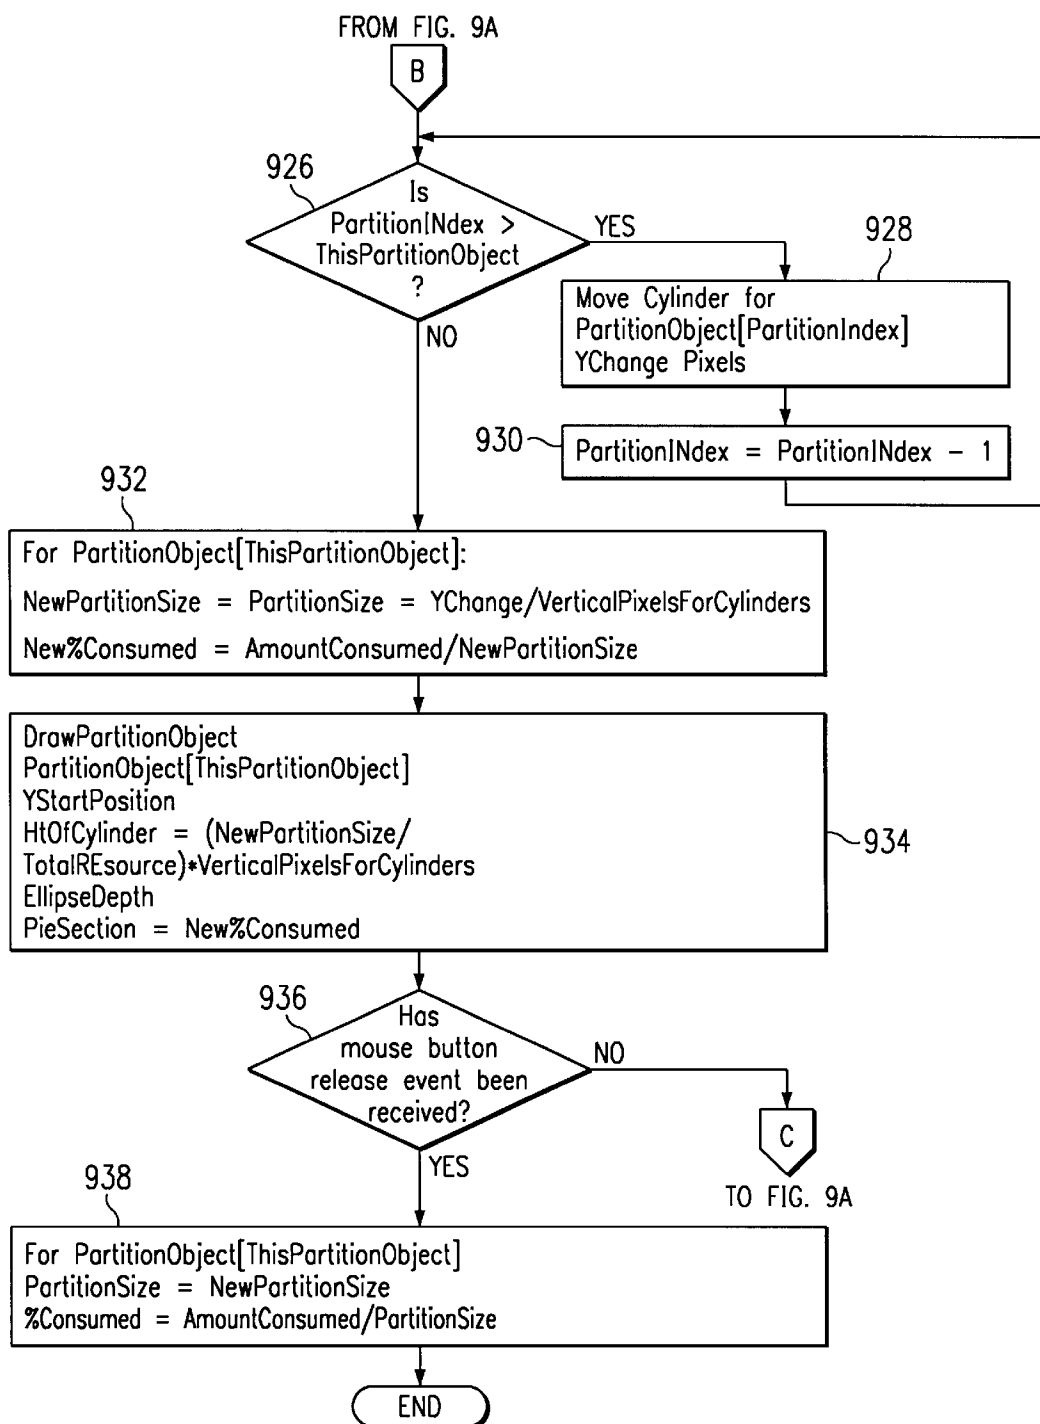 FROM FIG. 9A
B
926
Is
PartitionINdex >
ThisPartitionObject
?
YES
NO
928
Move Cylinder for
PartitionObject[PartitionIndex]
YChange Pixels
930
PartitionINdex = PartitionINdex - 1
932
For PartitionObject[ThisPartitionObject]:
NewPartitionSize = PartitionSize = YChange/VerticalPixelsForCylinders
New%Consumed = AmountConsumed/NewPartitionSize
DrawPartitionObject
PartitionObject[ThisPartitionObject]
YStartPosition
HtOfCylinder = (NewPartitionSize/
TotalREsource)*VerticalPixelsForCylinders
EllipseDepth
PieSection = New%Consumed
934
936
Has
mouse button
release event been
received?
NO
YES
C
TO FIG. 9A
938
For PartitionObject[ThisPartitionObject]
PartitionSize = NewPartitionSize
%Consumed = AmountConsumed/PartitionSize
END